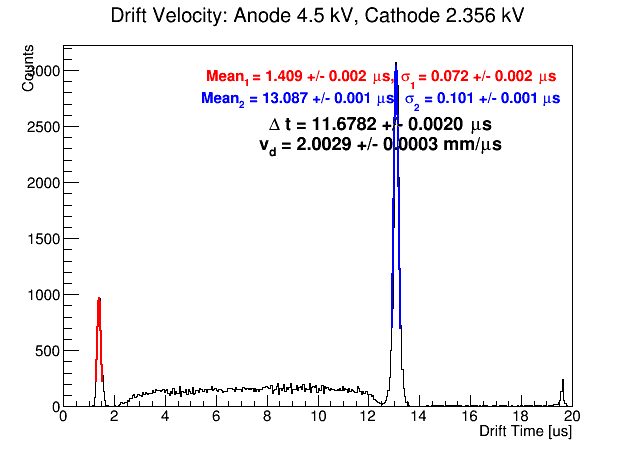 Drift Velocity: Anode 4.5 kV, Cathode 2.356 kV
Counts
3000
2500
2000
1500
1000
500
0
Mean₁ = 1.409 +/- 0.002 μs, σ₁ = 0.072 +/- 0.002 μs
Mean₂ = 13.087 +/- 0.001 μs, σ₂ = 0.101 +/- 0.001 μs
Δ t = 11.6782 +/- 0.0020 μs
v_d = 2.0029 +/- 0.0003 mm/μs
0 2 4 6 8 10 12 14 16 18 20
Drift Time [us]